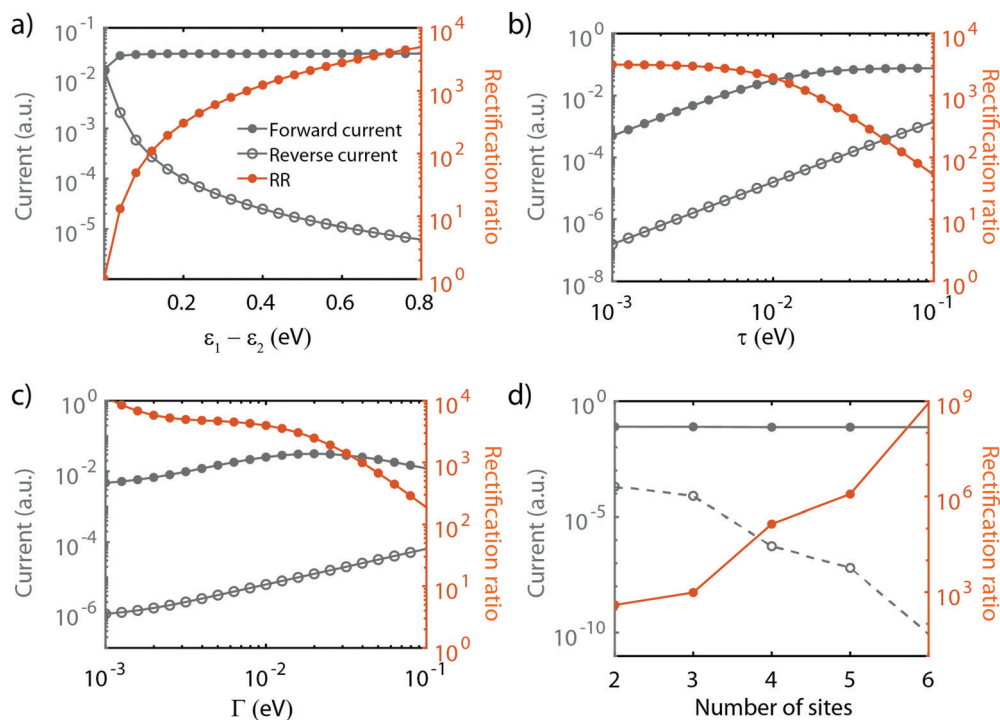 a)
10^-1
10^-2
10^-3
10^-4
10^-5
Current (a.u.)
10^4
10^3
10^2
10^1
10^0
Rectification ratio
Forward current
Reverse current
RR
0.2 0.4 0.6 0.8
ε₁ – ε₂ (eV)
b)
10^0
10^-2
10^-4
10^-6
10^-8
Current (a.u.)
10^4
10^3
10^2
10^1
10^0
Rectification ratio
10^-3 10^-2 10^-1
τ (eV)
c)
10^0
10^-2
10^-4
10^-6
Current (a.u.)
10^4
10^3
10^2
10^1
10^0
Rectification ratio
10^-3 10^-2 10^-1
Γ (eV)
d)
10^0
10^-5
10^-10
Current (a.u.)
10^9
10^6
10^3
Rectification ratio
2 3 4 5 6
Number of sites